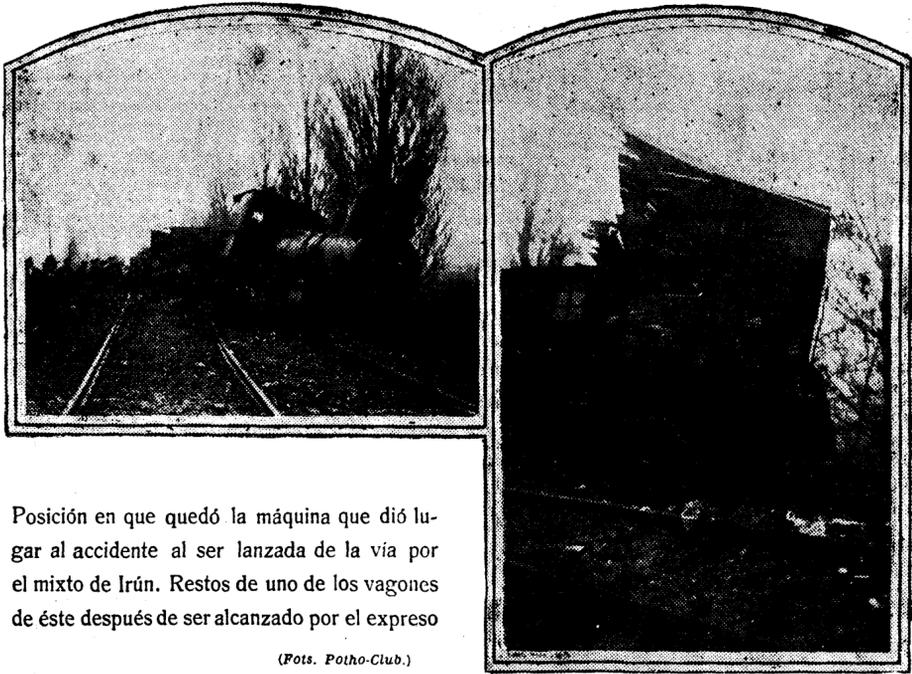 Posición en que quedó la máquina que dió lu-
gar al accidente al ser lanzada de la vía por
el mixto de Irún. Restos de uno de los vagones
de éste después de ser alcanzado por el expreso
(Fots. Potho-Club.)